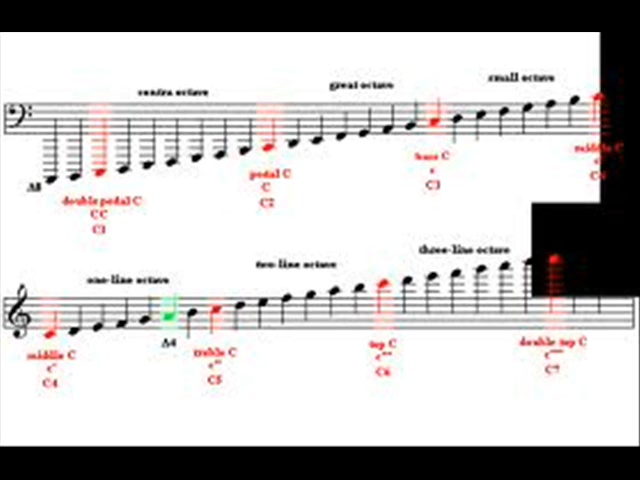 contra octave
great octave
small octave
A0
double pedal C
CC
C1
pedal C
C
C2
bass C
c
C3
middle C
c'
C4
one-line octave
two-line octave
three-line octave
middle C
c'
C4
A4
treble C
c''
C5
top C
c'''
C6
double top C
c''''
C7